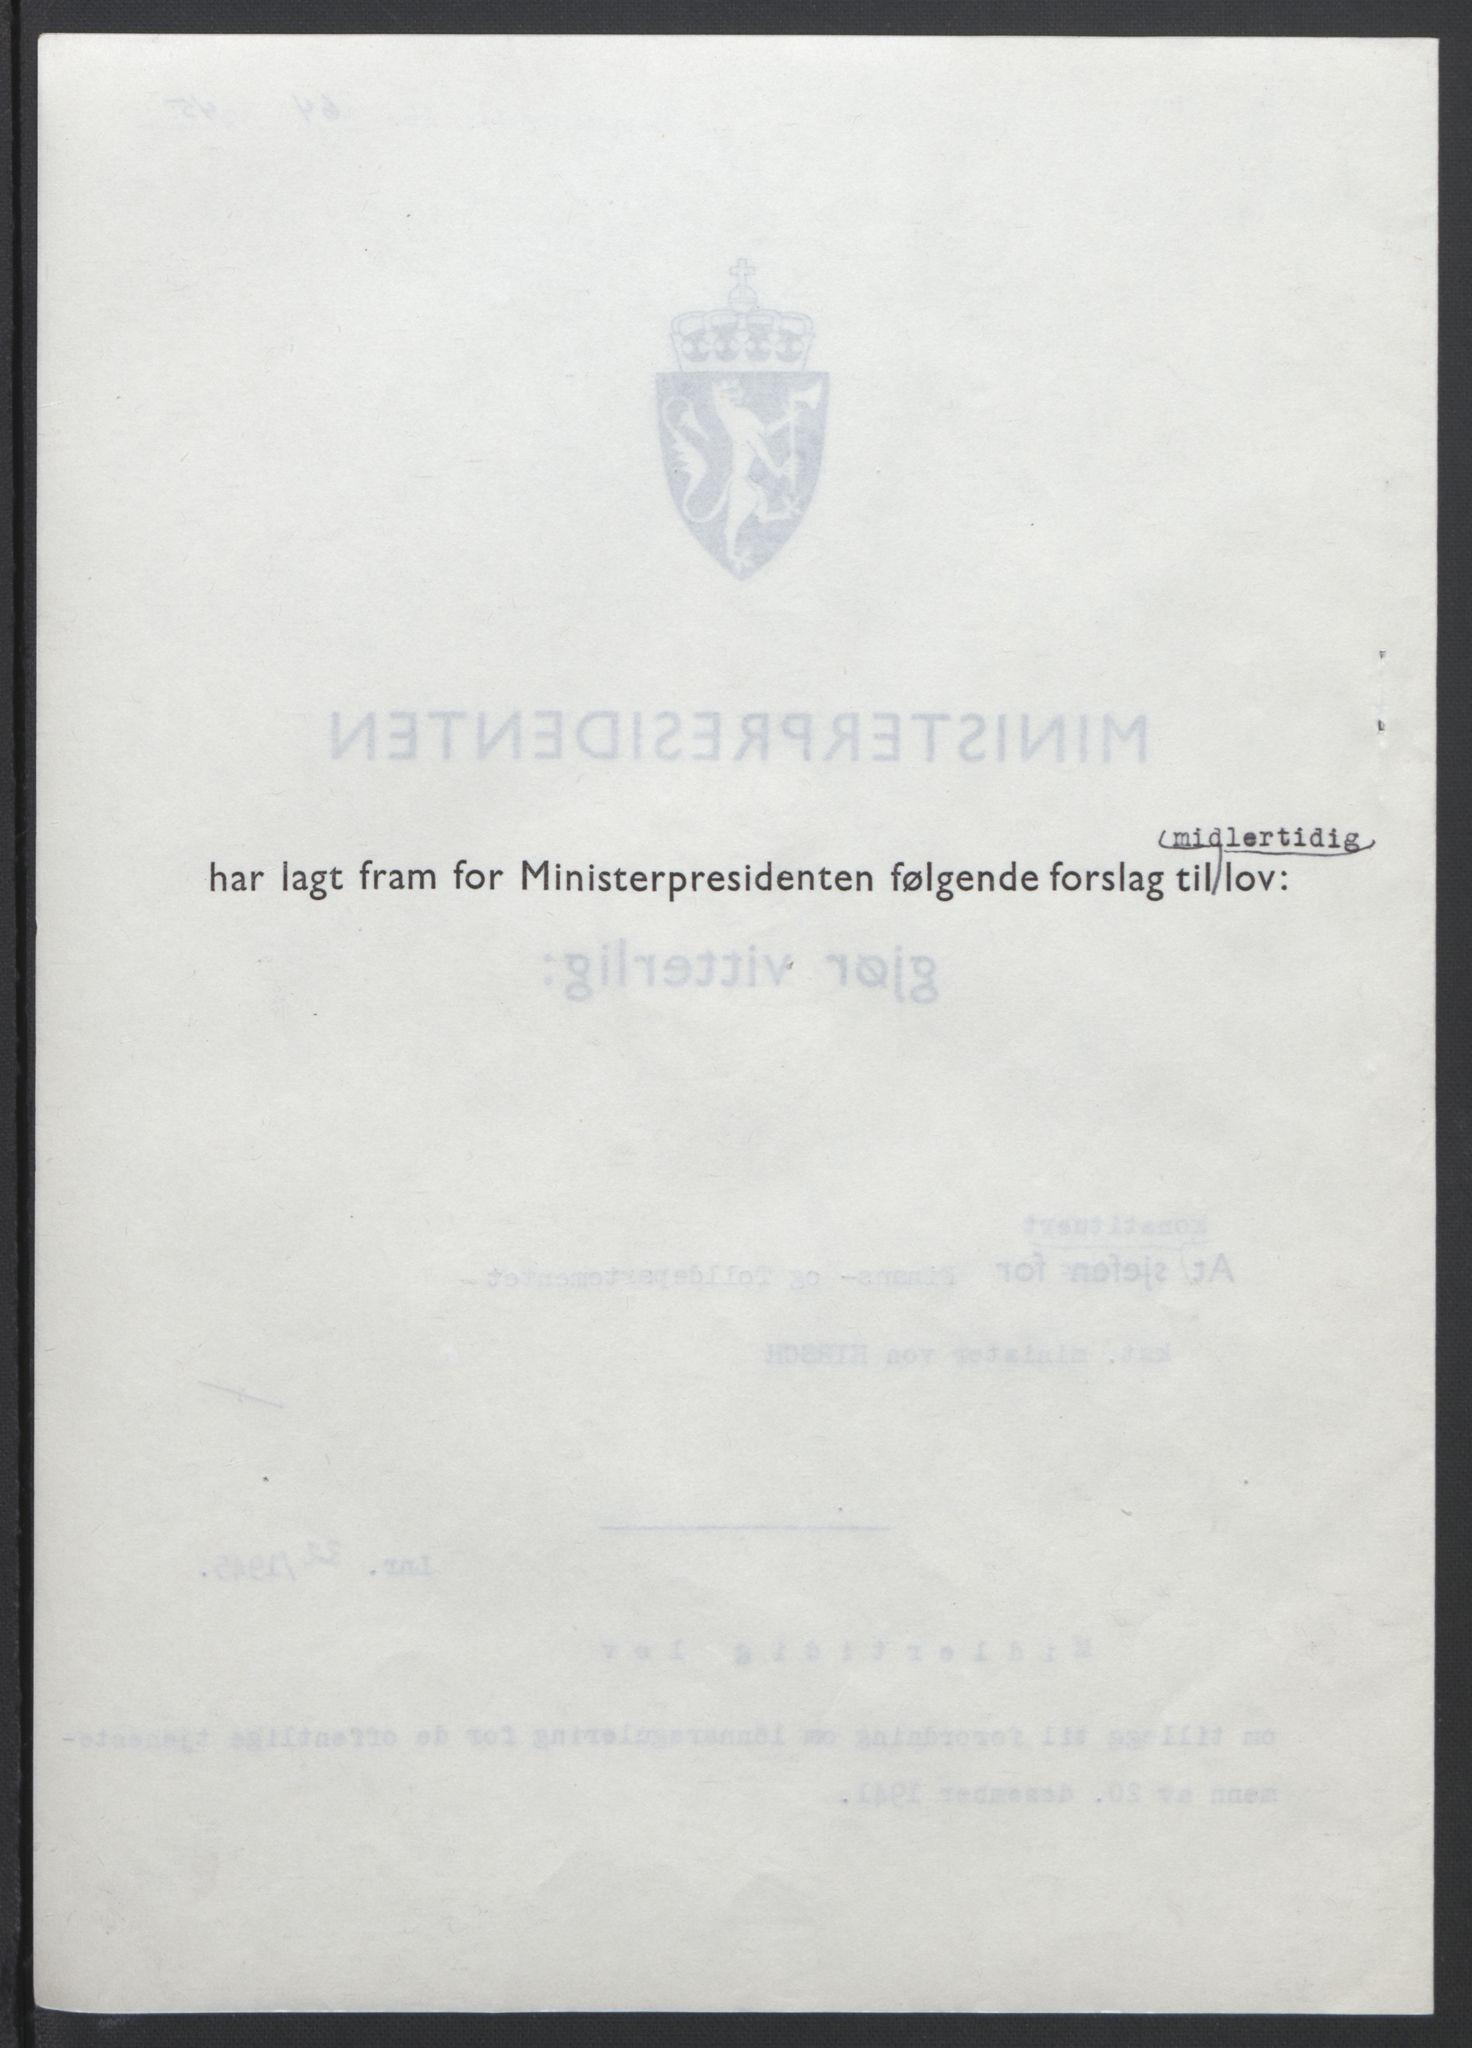 midlertidig
har lagt fram for Ministerpresidenten følgende forslag til/lov:
64 45
MINISTERPRESIDENTEN
gjør vitterlig:
konstituert
At/sjefen for Finans- og Tolldepartementet
kst. minister von HIRSCH
Lnr. 22/1945.
Midlertidig lov
om tillegg til forordning om lönnsregulering for de offentlige tjeneste-
menn av 20. desember 1941.